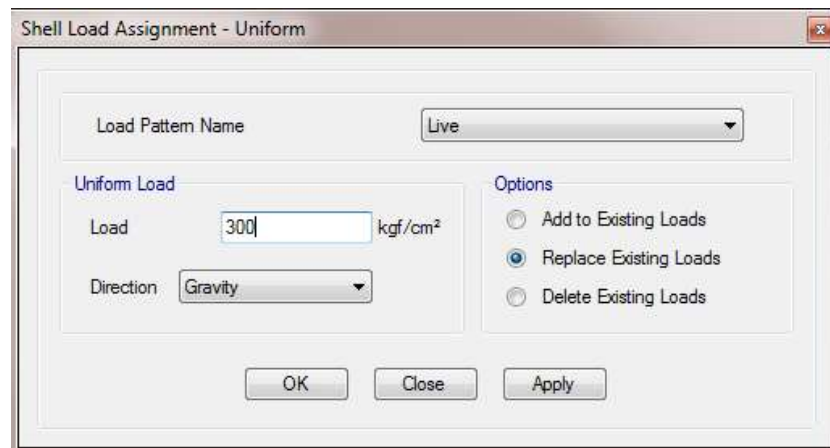 Shell Load Assignment - Uniform
x
Load Pattern Name Live
Uniform Load
Load 300 kgf/cm²
Direction Gravity
Options
Add to Existing Loads
Replace Existing Loads
Delete Existing Loads
OK Close Apply